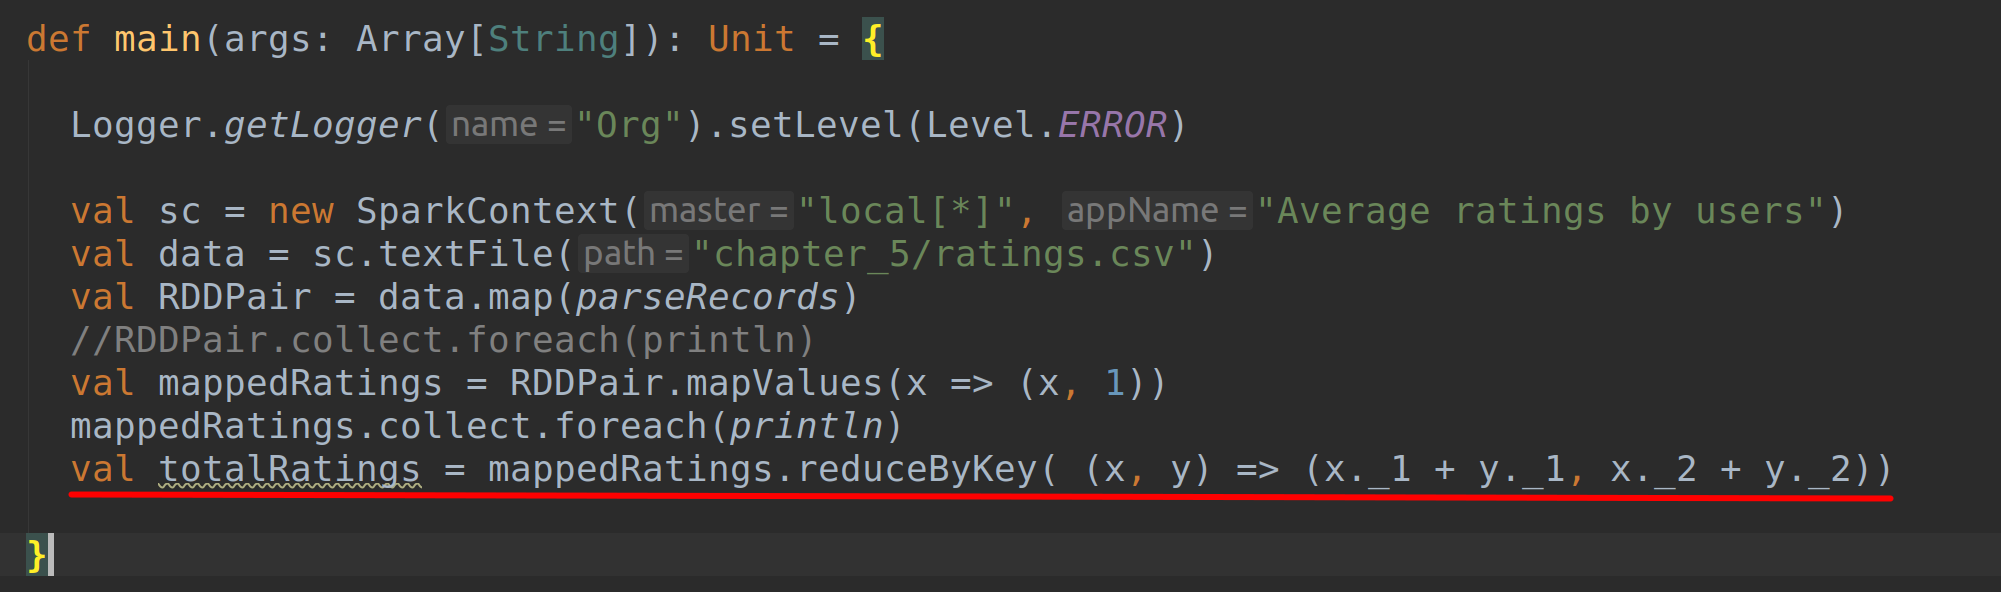 def main(args: Array[String]): Unit = {
Logger.getLogger( name = "Org").setLevel(Level.ERROR)
val sc = new SparkContext( master = "local[*]", appName = "Average ratings by users")
val data = sc.textFile( path = "chapter_5/ratings.csv")
val RDDPair = data.map(parseRecords)
//RDDPair.collect.foreach(println)
val mappedRatings = RDDPair.mapValues(x => (x, 1))
mappedRatings.collect.foreach(println)
val totalRatings = mappedRatings.reduceByKey( (x, y) => (x._1 + y._1, x._2 + y._2))
}